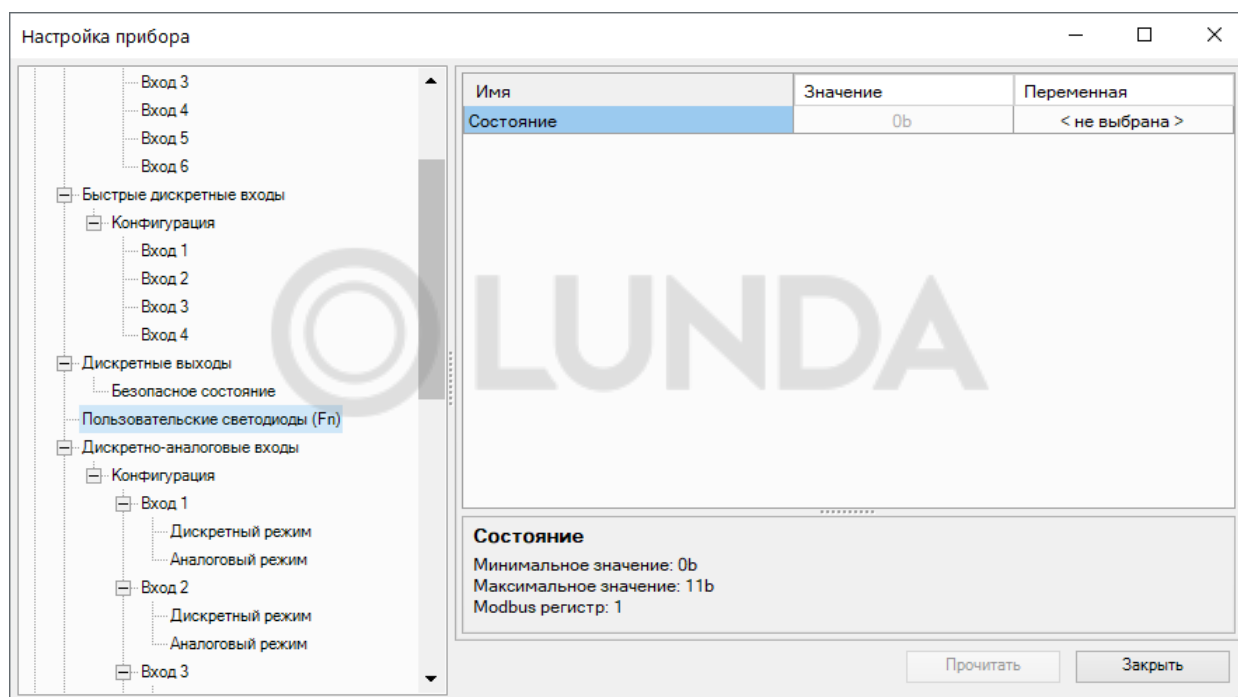 Настройка прибора
Вход 3
Вход 4
Вход 5
Вход 6
Быстрые дискретные входы
Конфигурация
Вход 1
Вход 2
Вход 3
Вход 4
Дискретные выходы
Безопасное состояние
Пользовательские светодиоды (Fn)
Дискретно-аналоговые входы
Конфигурация
Вход 1
Дискретный режим
Аналоговый режим
Вход 2
Дискретный режим
Аналоговый режим
Вход 3
Имя Значение Переменная
Состояние 0b < не выбрана >
LUNDA
Состояние
Минимальное значение: 0b
Максимальное значение: 11b
Modbus регистр: 1
Прочитать Закрыть